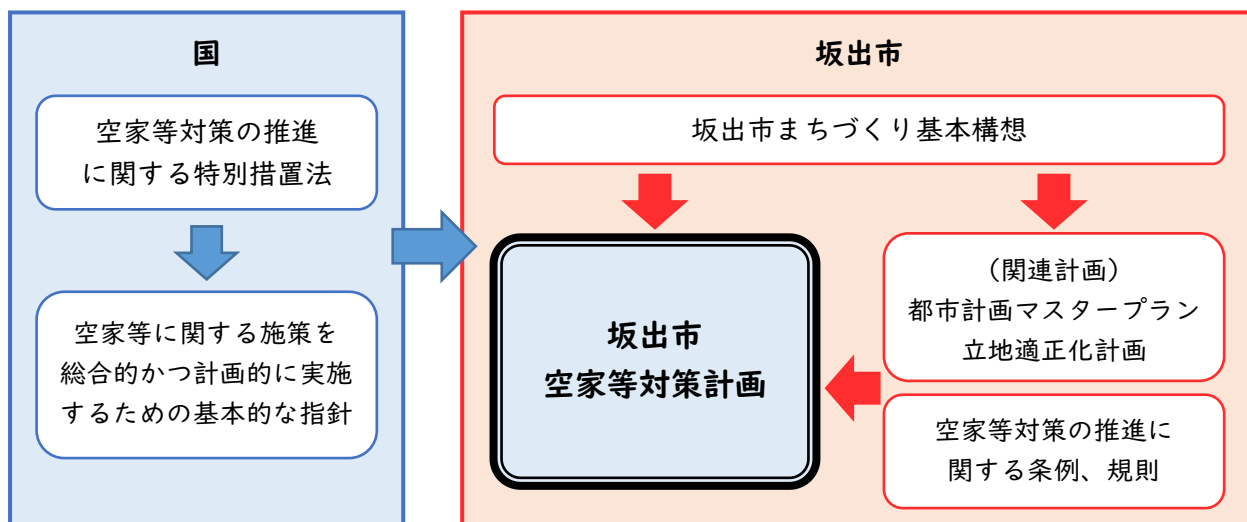 国
空家等対策の推進
に関する特別措置法
空家等に関する施策を
総合的かつ計画的に実施
するための基本的な指針
坂出市
坂出市まちづくり基本構想
坂出市
空家等対策計画
（関連計画）
都市計画マスタープラン
立地適正化計画
空家等対策の推進に
関する条例、規則